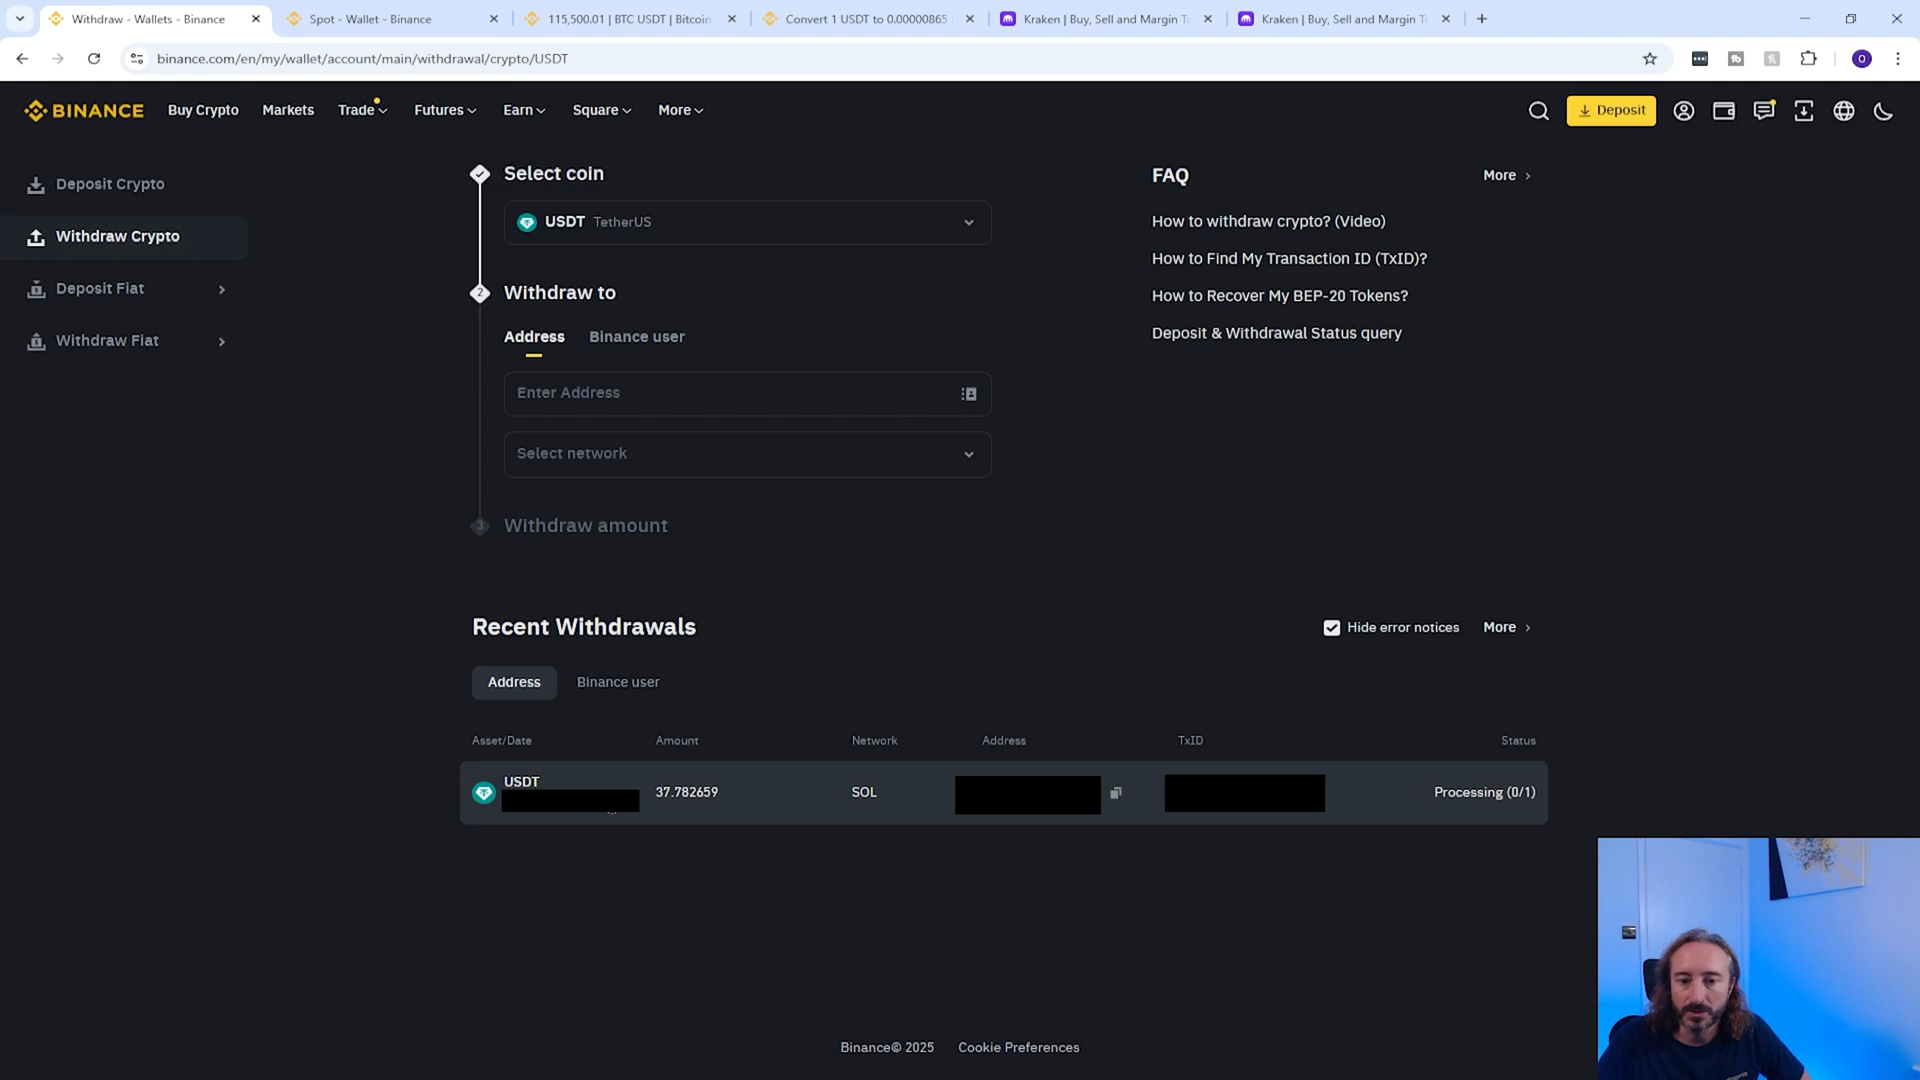 Withdraw - Wallets - Binance
Spot - Wallet - Binance
115,500.01 | BTC USDT | Bitcoin
Convert 1 USDT to 0.00000865
Kraken | Buy, Sell and Margin T
Kraken | Buy, Sell and Margin T
binance.com/en/my/wallet/account/main/withdrawal/crypto/USDT
O
BINANCE
Buy Crypto
Markets
Trade
Futures
Earn
Square
More
Deposit
Deposit Crypto
Withdraw Crypto
Deposit Fiat
Withdraw Fiat
Select coin
USDT TetherUS
2 Withdraw to
Address
Binance user
Enter Address
Select network
3 Withdraw amount
FAQ
More
How to withdraw crypto? (Video)
How to Find My Transaction ID (TxID)?
How to Recover My BEP-20 Tokens?
Deposit & Withdrawal Status query
Recent Withdrawals
Hide error notices
More
Address
Binance user
Asset/Date Amount Network Address TxID Status
USDT
37.782659 SOL Processing (0/1)
Binance© 2025
Cookie Preferences